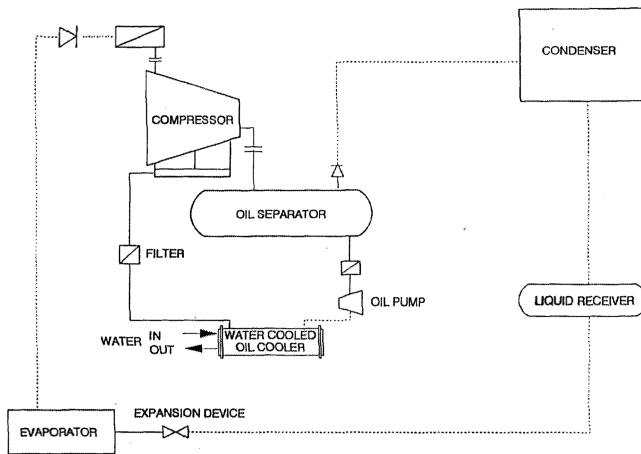 CONDENSER
COMPRESSOR
OIL SEPARATOR
FILTER
OIL PUMP
LIQUID RECEIVER
WATER IN
OUT
WATER COOLED
OIL COOLER
EXPANSION DEVICE
EVAPORATOR